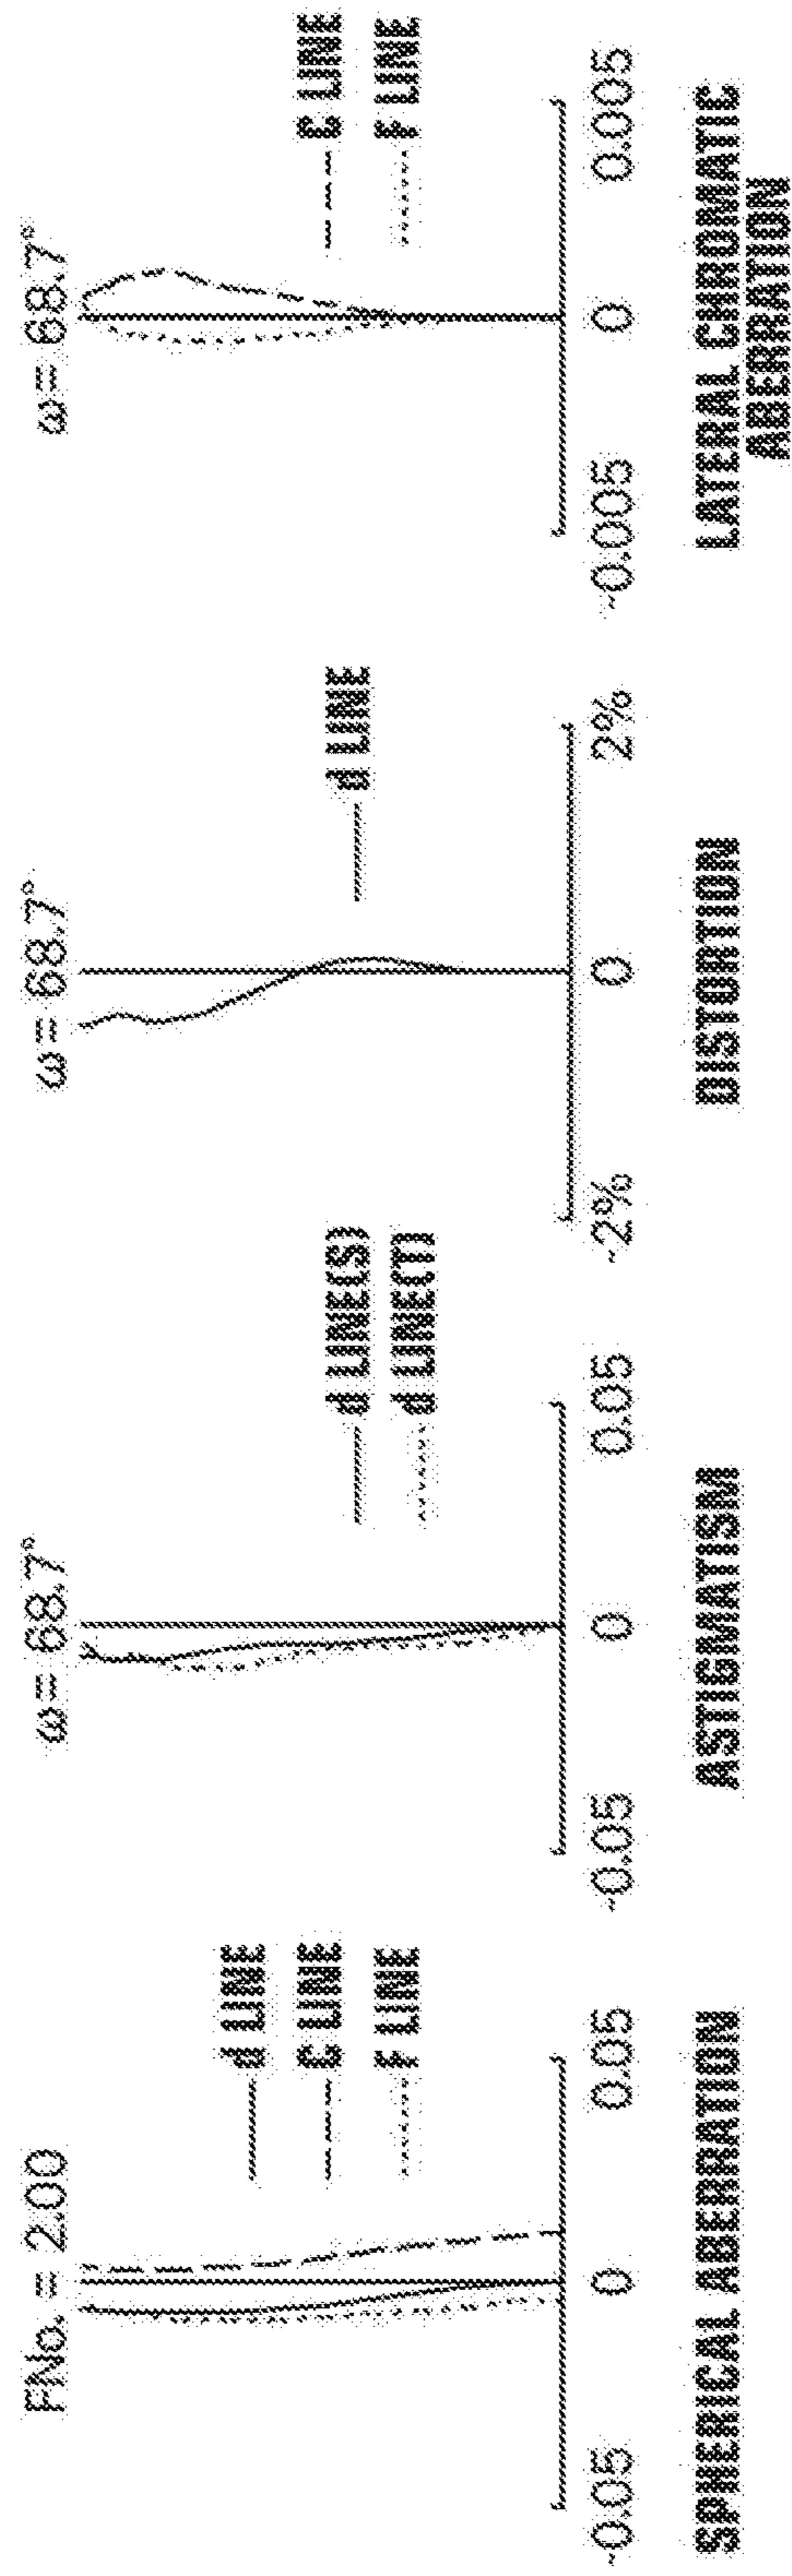 FNo. = 2.00
d LINE
C LINE
F LINE
-0.05 0 0.05
SPHERICAL ABERRATION
ω= 68.7°
d LINE(S)
d LINE(T)
-0.05 0 0.05
ASTIGMATISM
ω= 68.7°
d LINE
-2% 0 2%
DISTORTION
ω= 68.7°
C LINE
F LINE
-0.005 0 0.005
LATERAL CHROMATIC
ABERRATION